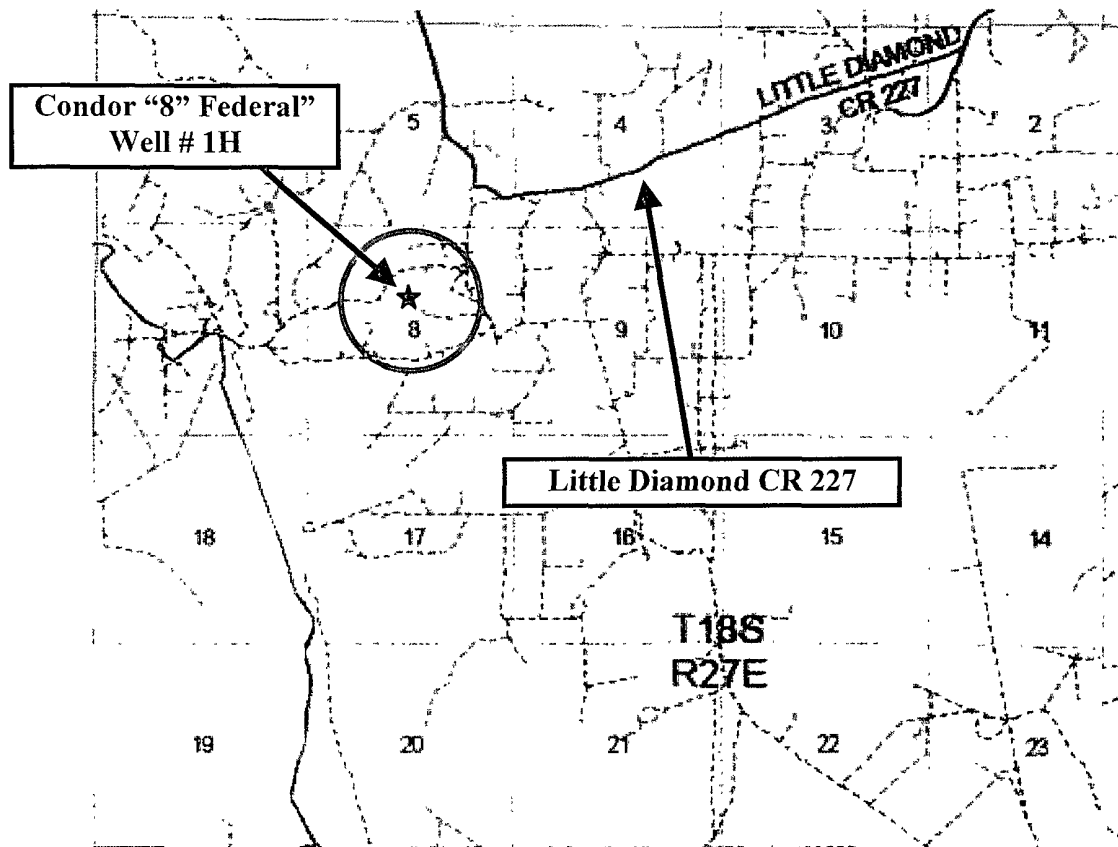 LITTLE DIAMOND
CR 227
Condor “8” Federal”
Well # 1H
5
4
3
2
8
9
10
11
Little Diamond CR 227
18
17
16
15
14
T18S
R27E
19
20
21
22
23